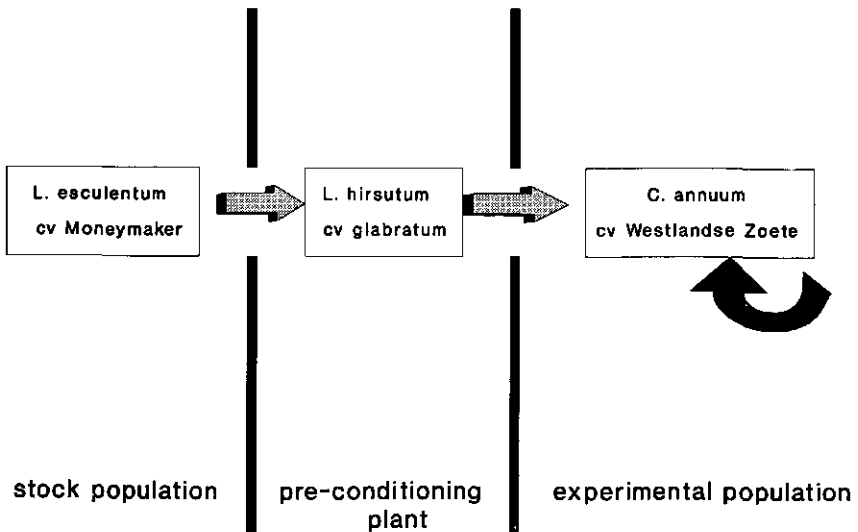 L. esculentum
cv Moneymaker
L. hirsutum
cv glabratum
C. annuum
cv Westlandse Zoete
stock population
pre-conditioning
plant
experimental population